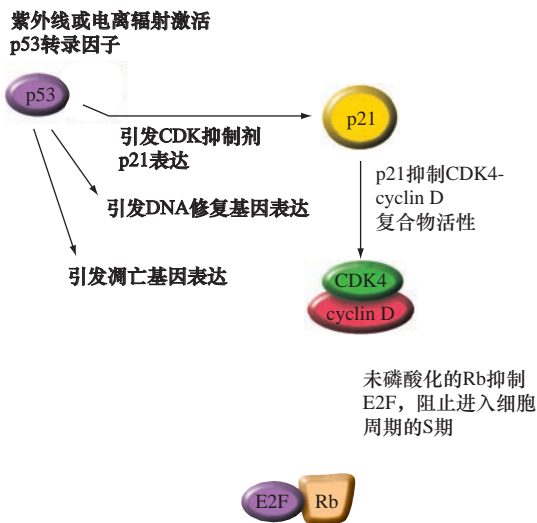 紫外线或电离辐射激活
p53转录因子
p53
p21
引发CDK抑制剂
p21表达
p21抑制CDK4-
cyclin D
复合物活性
引发DNA修复基因表达
引发凋亡基因表达
CDK4
cyclin D
未磷酸化的Rb抑制
E2F，阻止进入细胞
周期的S期
E2F
Rb